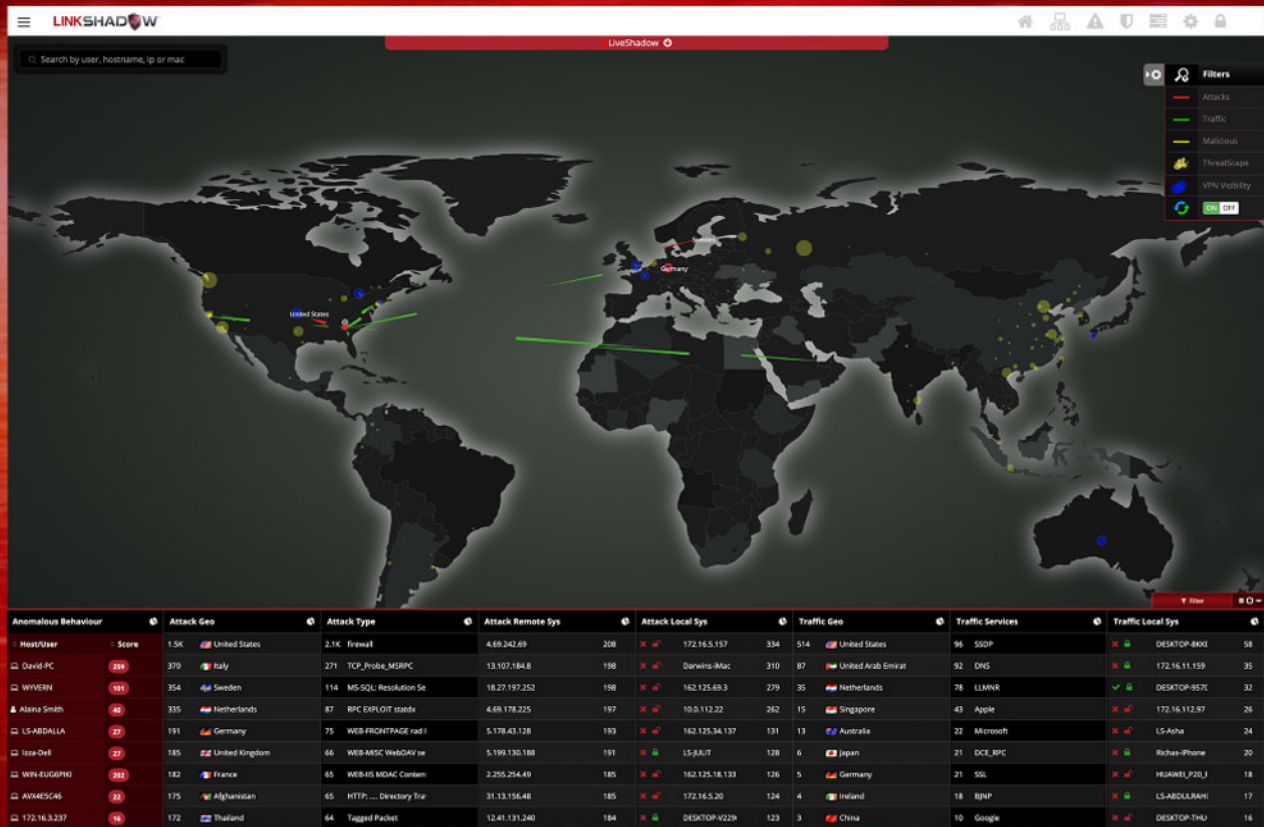 LINKSHADOW
LiveShadow
Search by user, hostname, ip or mac
Filters
Attacks
Traffic
Malicious
ThreatScape
VPN Visibility
ON OFF
Sweden
Germany
United States
Filter
Anomalous Behaviour Attack Geo Attack Type Attack Remote Sys Attack Local Sys Traffic Geo Traffic Services Traffic Local Sys
Host/User Score 1.5K United States 2.1K firewall 4.69.242.69 208 172.16.5.157 334 514 United States 96 SSDP DESKTOP-8KKI 58
David-PC 259 370 Italy 271 TCP_Probe_MSRPC 13.107.184.8 198 Darwins-iMac 310 87 United Arab Emirat 92 DNS 172.16.11.159 35
WYVERN 101 354 Sweden 114 MS-SQL: Resolution Se 18.27.197.252 198 162.125.69.3 279 35 Netherlands 78 LLMNR DESKTOP-957C 32
Alaina Smith 40 335 Netherlands 87 RPC EXPLOIT statdx 4.69.178.225 197 10.0.112.22 262 15 Singapore 43 Apple 172.16.112.97 26
LS-ABDALLA 27 191 Germany 75 WEB-FRONTPAGE rad I 5.178.43.128 193 162.125.34.137 131 13 Australia 22 Microsoft LS-Asha 24
Izza-Dell 27 185 United Kingdom 66 WEB-MISC WebDAV se 5.199.130.188 191 LS-JULIT 128 6 Japan 21 DCE_RPC Richas-iPhone 20
WIN-EUG6PIKI 202 182 France 65 WEB-IIS MDAC Conten 2.255.254.49 185 162.125.18.133 126 5 Germany 21 SSL HUAWEI_P20_I 18
AVX4E5C46 22 175 Afghanistan 65 HTTP: .... Directory Tra 31.13.156.48 185 172.16.5.20 124 4 Ireland 18 BJNP LS-ABDULRAHI 17
172.16.3.237 16 172 Thailand 64 Tagged Packet 12.41.131.240 184 DESKTOP-V229 123 3 China 10 Google DESKTOP-THU 16